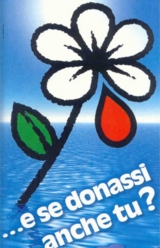 ...e se donassi
anche tu?